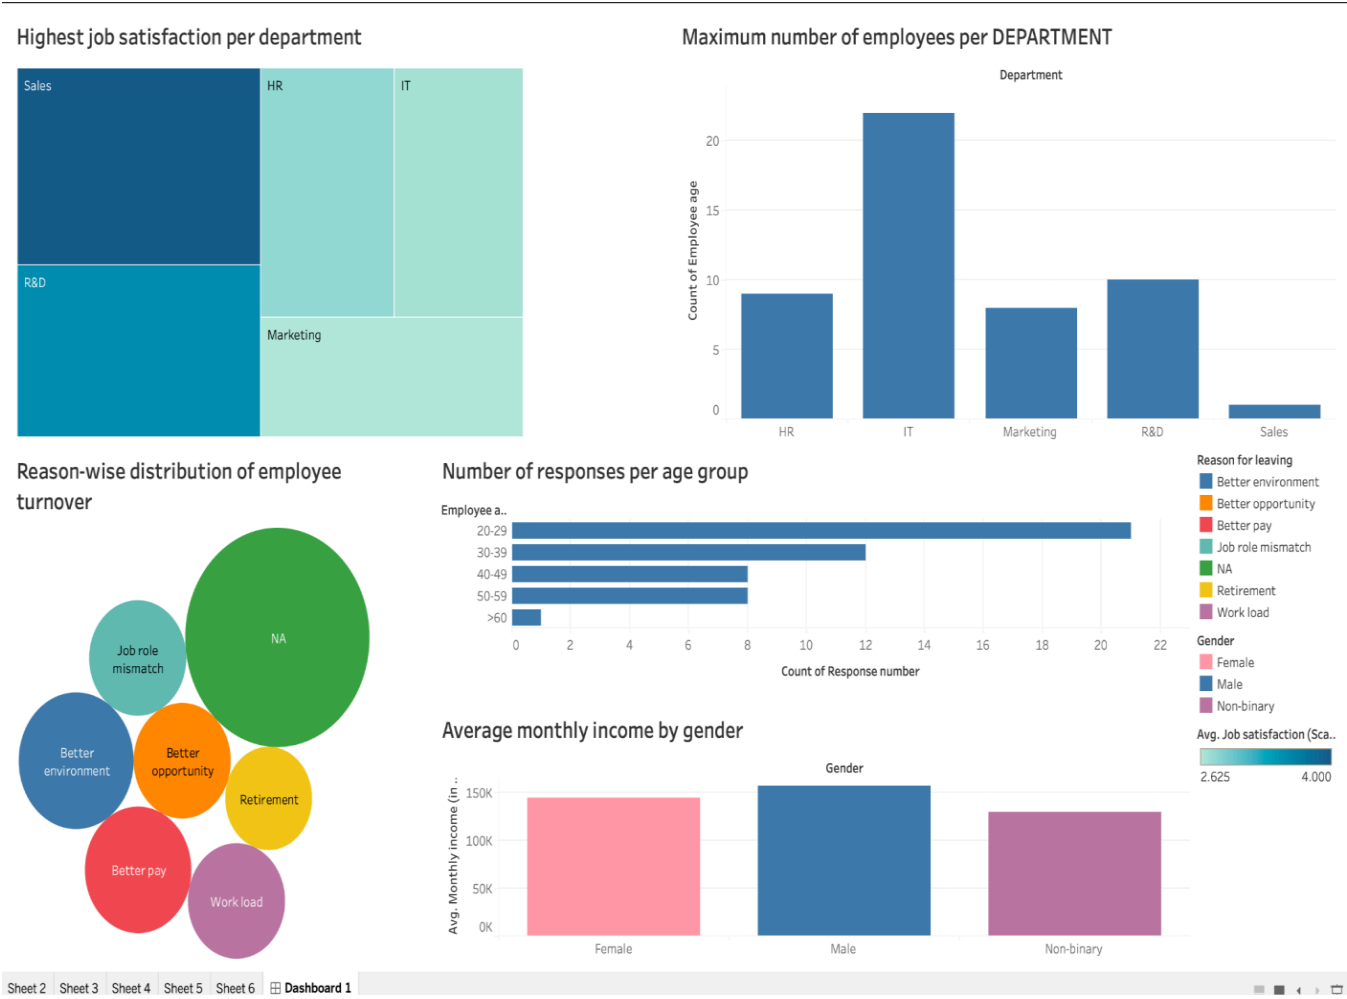 Highest job satisfaction per department
Sales
HR
IT
R&D
Marketing
Maximum number of employees per DEPARTMENT
Department
Count of Employee age
20
15
10
5
0
HR
IT
Marketing
R&D
Sales
Reason-wise distribution of employee
turnover
NA
Job role
mismatch
Better
environment
Better
opportunity
Retirement
Better pay
Work load
Number of responses per age group
Employee a..
20-29
30-39
40-49
50-59
>60
0 2 4 6 8 10 12 14 16 18 20 22
Count of Response number
Average monthly income by gender
Gender
Avg. Monthly income (in ..
150K
100K
50K
0K
Female
Male
Non-binary
Reason for leaving
Better environment
Better opportunity
Better pay
Job role mismatch
NA
Retirement
Work load
Gender
Female
Male
Non-binary
Avg. Job satisfaction (Sca..
2.625 4.000
Sheet 2 Sheet 3 Sheet 4 Sheet 5 Sheet 6 Dashboard 1